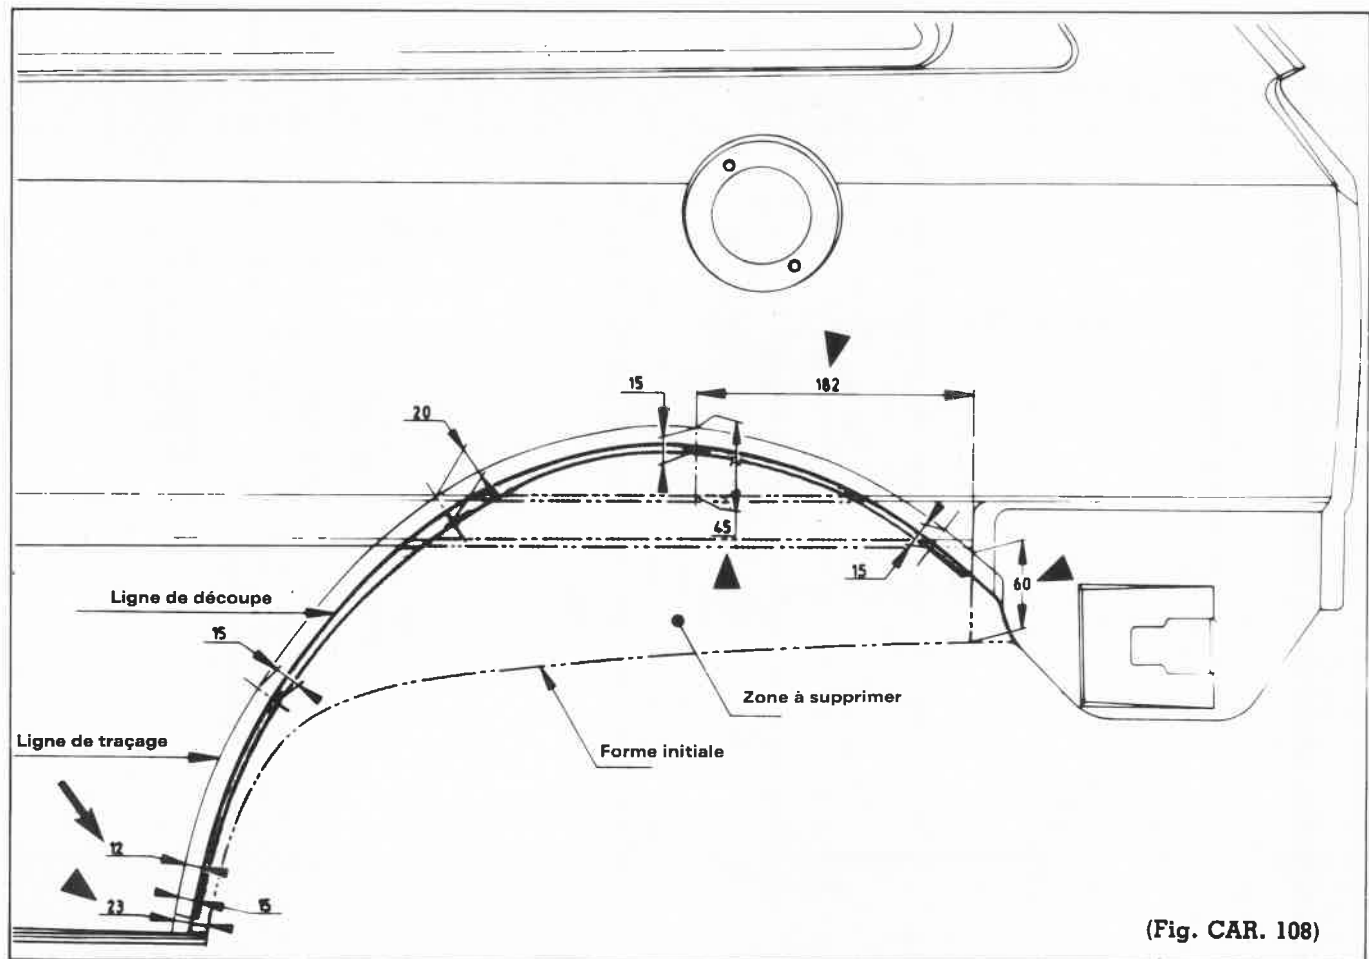 15
182
20
45
15
60
Ligne de découpe
15
Zone à supprimer
Ligne de traçage
Forme initiale
12
23
15
(Fig. CAR. 108)